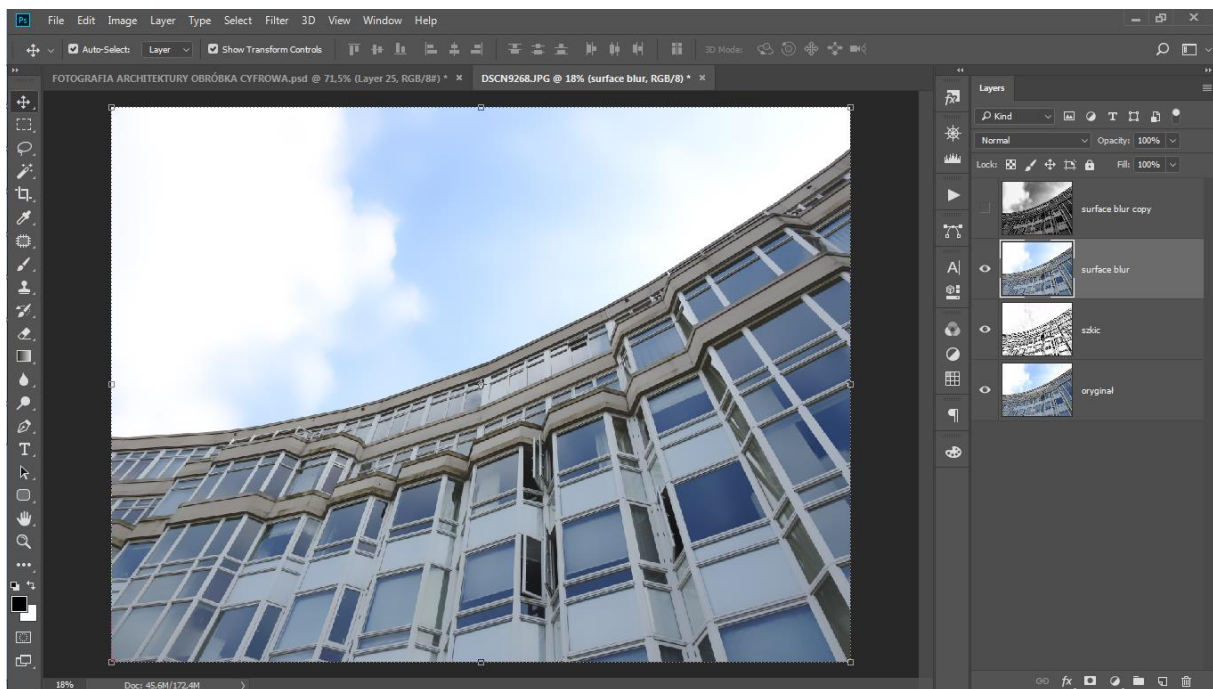 Ps File Edit Image Layer Type Select Filter 3D View Window Help
Auto-Select: Layer Show Transform Controls 3D Mode:
FOTOGRAFIA ARCHITEKTURY OBRÓBKA CYFROWA.psd @ 71,5% (Layer 25, RGB/8#) * × DSCN9268.JPG @ 18% (surface blur, RGB/8) * ×
Layers
Kind
Normal Opacity: 100%
Lock: Fill: 100%
surface blur copy
surface blur
szkic
oryginał
18% Doc: 45,6M/172,4M